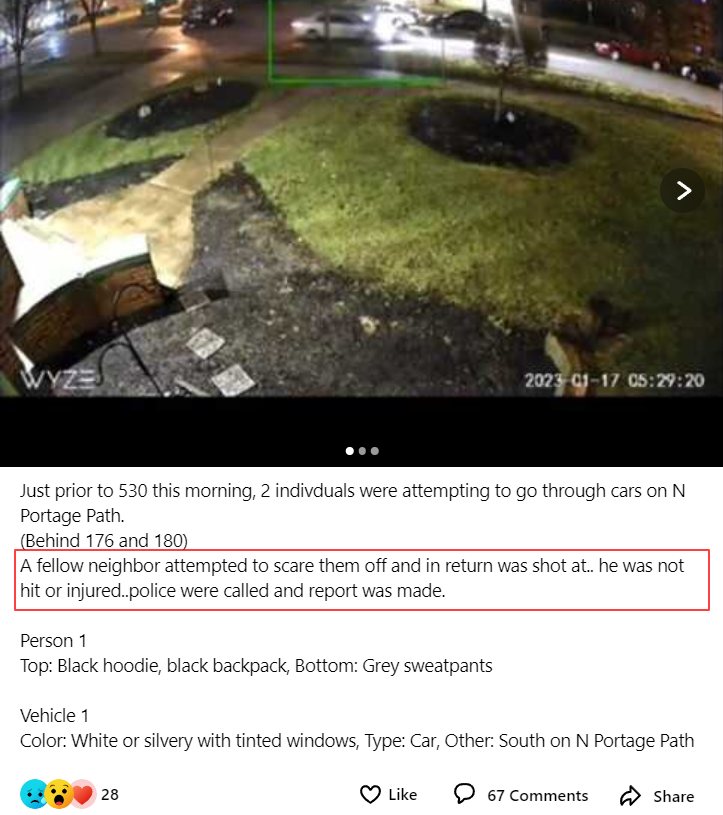 WYZE
2023-01-17 05:29:20
Just prior to 530 this morning, 2 indivduals were attempting to go through cars on N
Portage Path.
(Behind 176 and 180)
A fellow neighbor attempted to scare them off and in return was shot at.. he was not
hit or injured..police were called and report was made.
Person 1
Top: Black hoodie, black backpack, Bottom: Grey sweatpants
Vehicle 1
Color: White or silvery with tinted windows, Type: Car, Other: South on N Portage Path
28
Like
67 Comments
Share